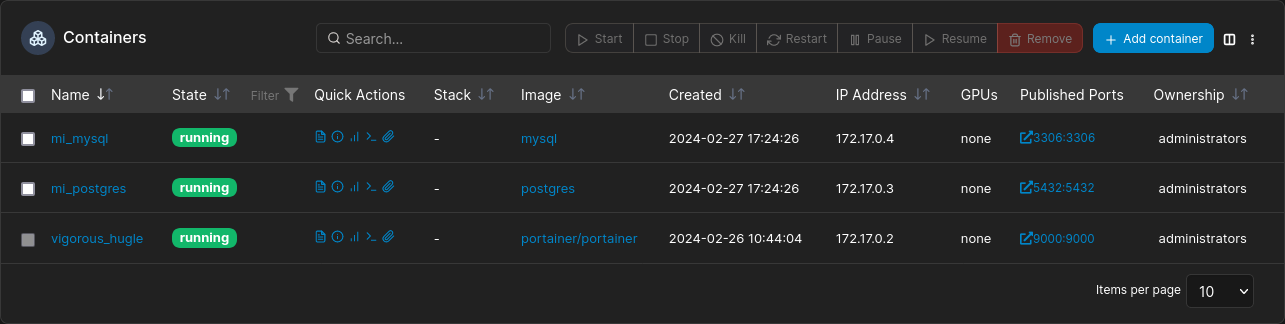 Containers Search... Start Stop Kill Restart Pause Resume Remove + Add container
Name State Filter Quick Actions Stack Image Created IP Address GPUs Published Ports Ownership
mi_mysql running - mysql 2024-02-27 17:24:26 172.17.0.4 none 3306:3306 administrators
mi_postgres running - postgres 2024-02-27 17:24:26 172.17.0.3 none 5432:5432 administrators
vigorous_hugle running - portainer/portainer 2024-02-26 10:44:04 172.17.0.2 none 9000:9000 administrators
Items per page 10